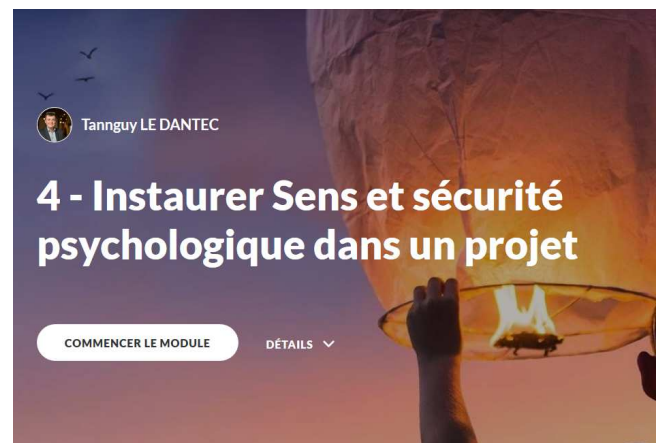 Tannguy LE DANTEC
4 - Instaurer Sens et sécurité
psychologique dans un projet
COMMENCER LE MODULE
DÉTAILS